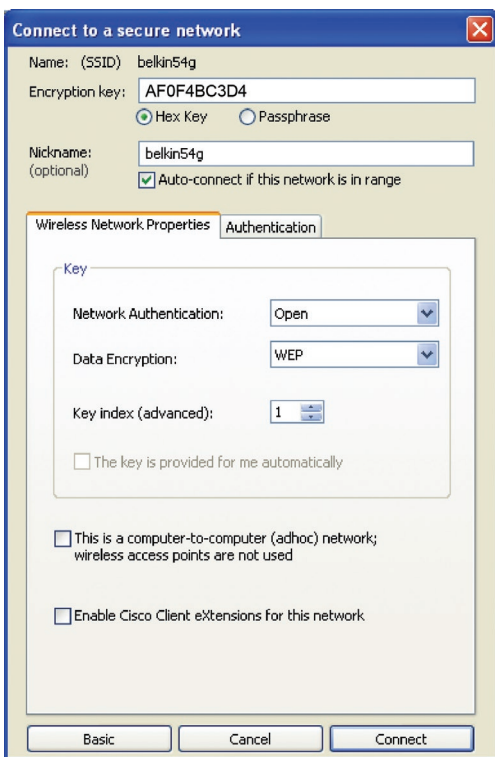 Connect to a secure network
Name: (SSID) belkin54g
Encryption key: AF0F4BC3D4
Hex Key Passphrase
Nickname: belkin54g
(optional)
Auto-connect if this network is in range
Wireless Network Properties Authentication
Key
Network Authentication: Open
Data Encryption: WEP
Key index (advanced): 1
The key is provided for me automatically
This is a computer-to-computer (adhoc) network;
wireless access points are not used
Enable Cisco Client eXtensions for this network
Basic Cancel Connect